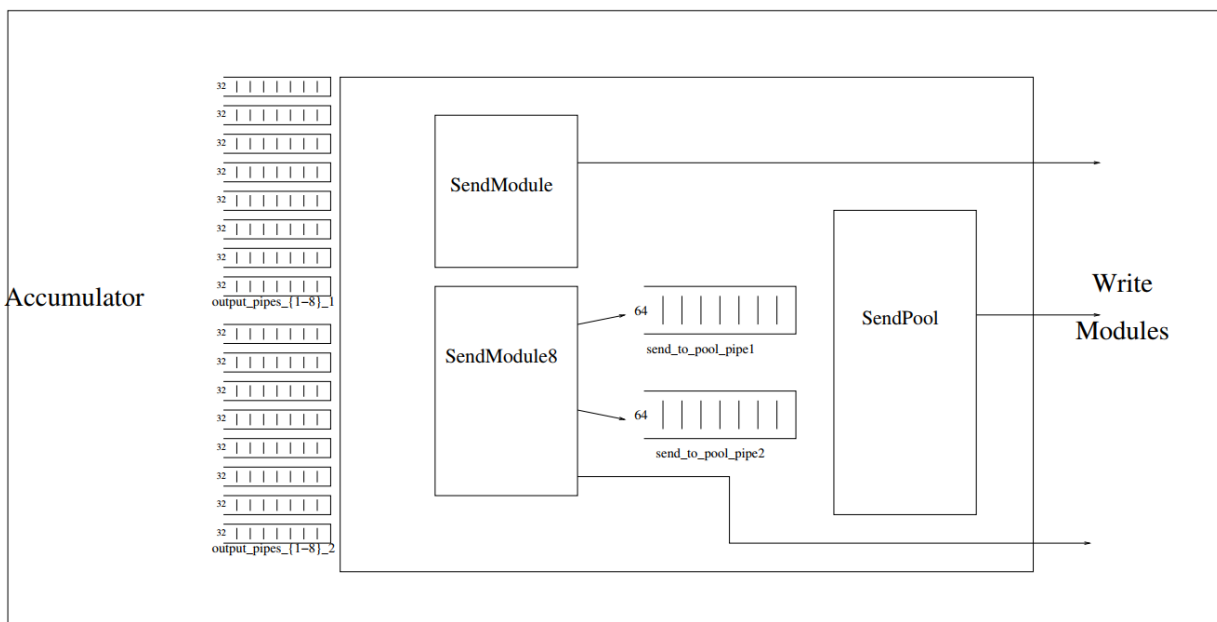 32
32
32
32
32
32
32
32
output_pipes_{1−8}_1
32
32
32
32
32
32
32
32
output_pipes_{1−8}_2
Accumulator
SendModule
SendModule8
64
send_to_pool_pipe1
64
send_to_pool_pipe2
SendPool
Write
Modules